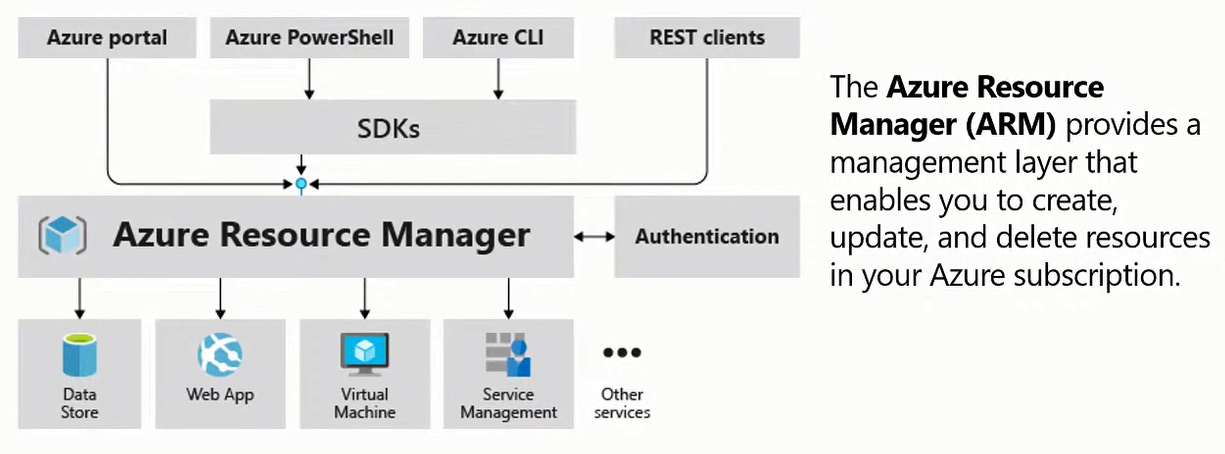 Azure portal
Azure PowerShell
Azure CLI
REST clients
SDKs
Azure Resource Manager
Authentication
Data
Store
Web App
Virtual
Machine
Service
Management
Other
services
The Azure Resource
Manager (ARM) provides a
management layer that
enables you to create,
update, and delete resources
in your Azure subscription.